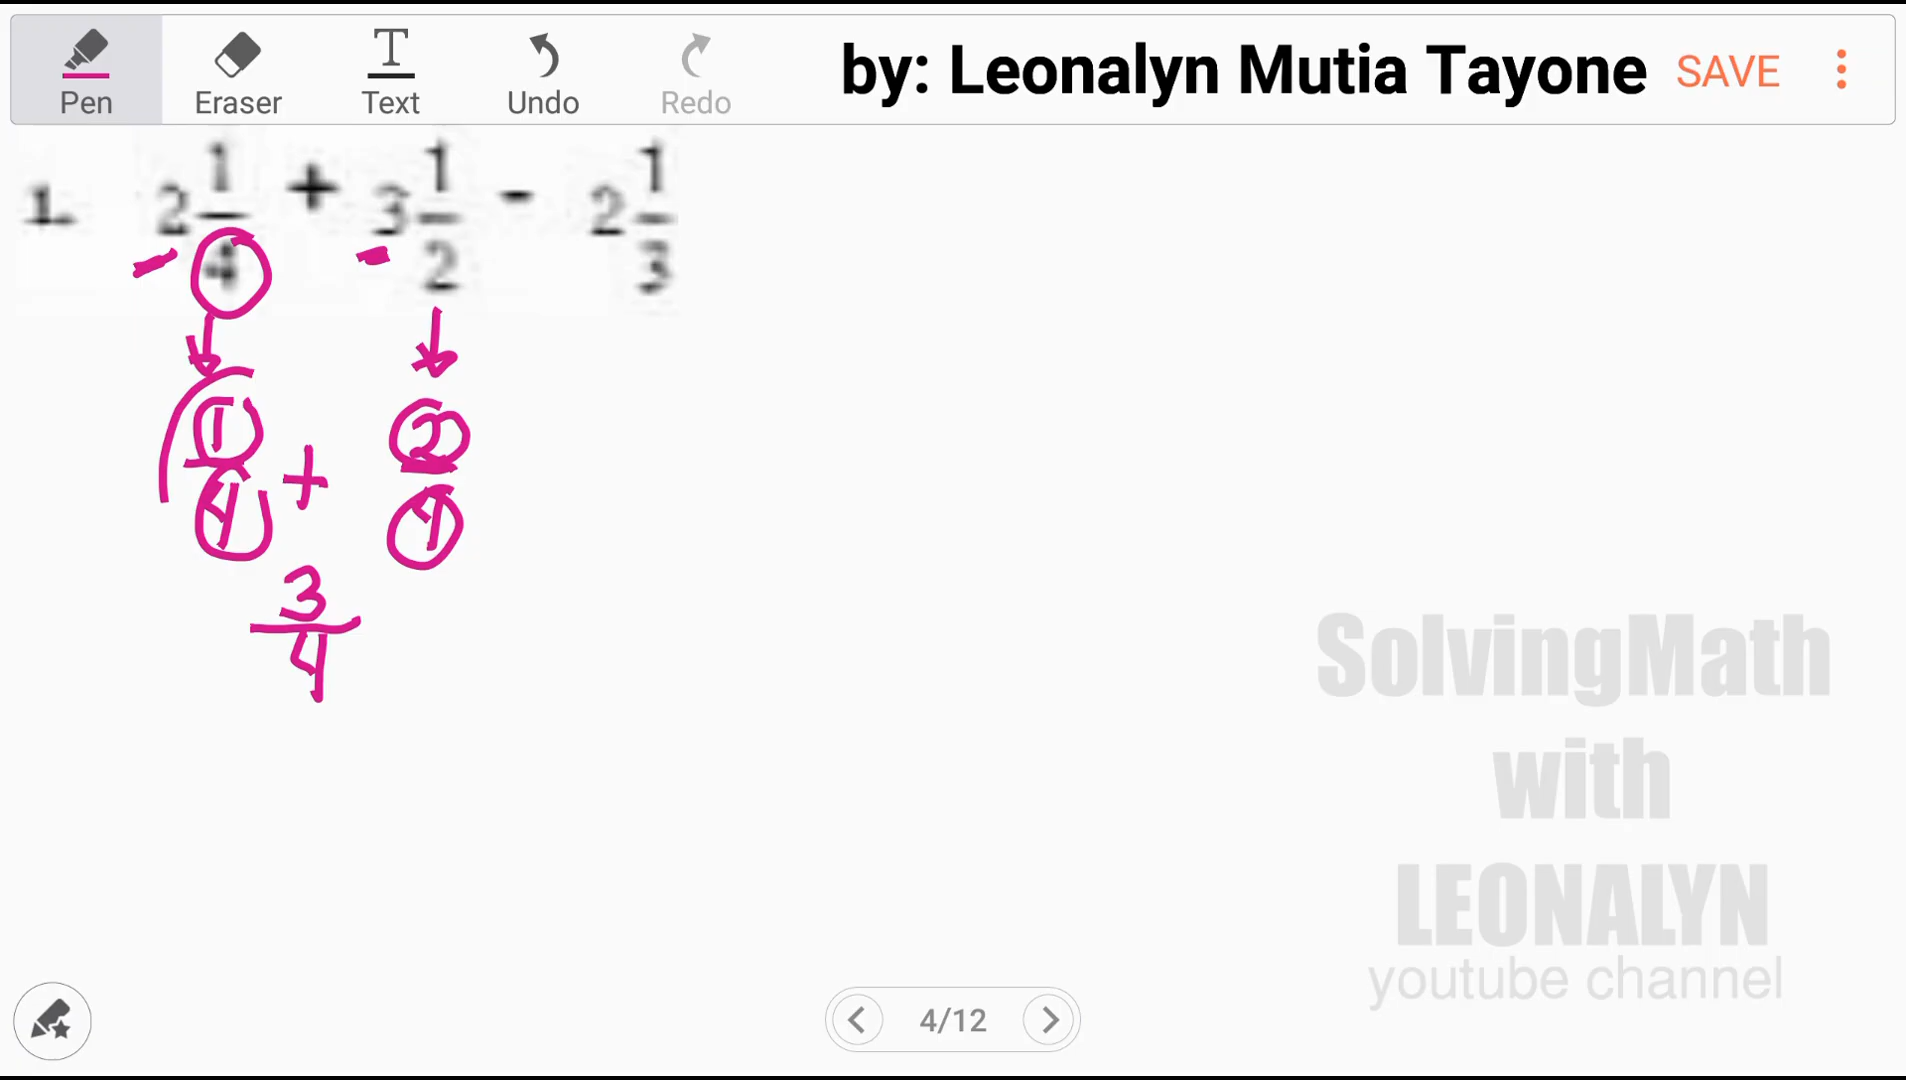 Pen Eraser Text Undo Redo by: Leonalyn Mutia Tayone SAVE
1. 2 1/4 + 3 1/2 - 2 1/3
1/4 + 2/4
3/4
SolvingMath
with
LEONALYN
youtube channel
4/12